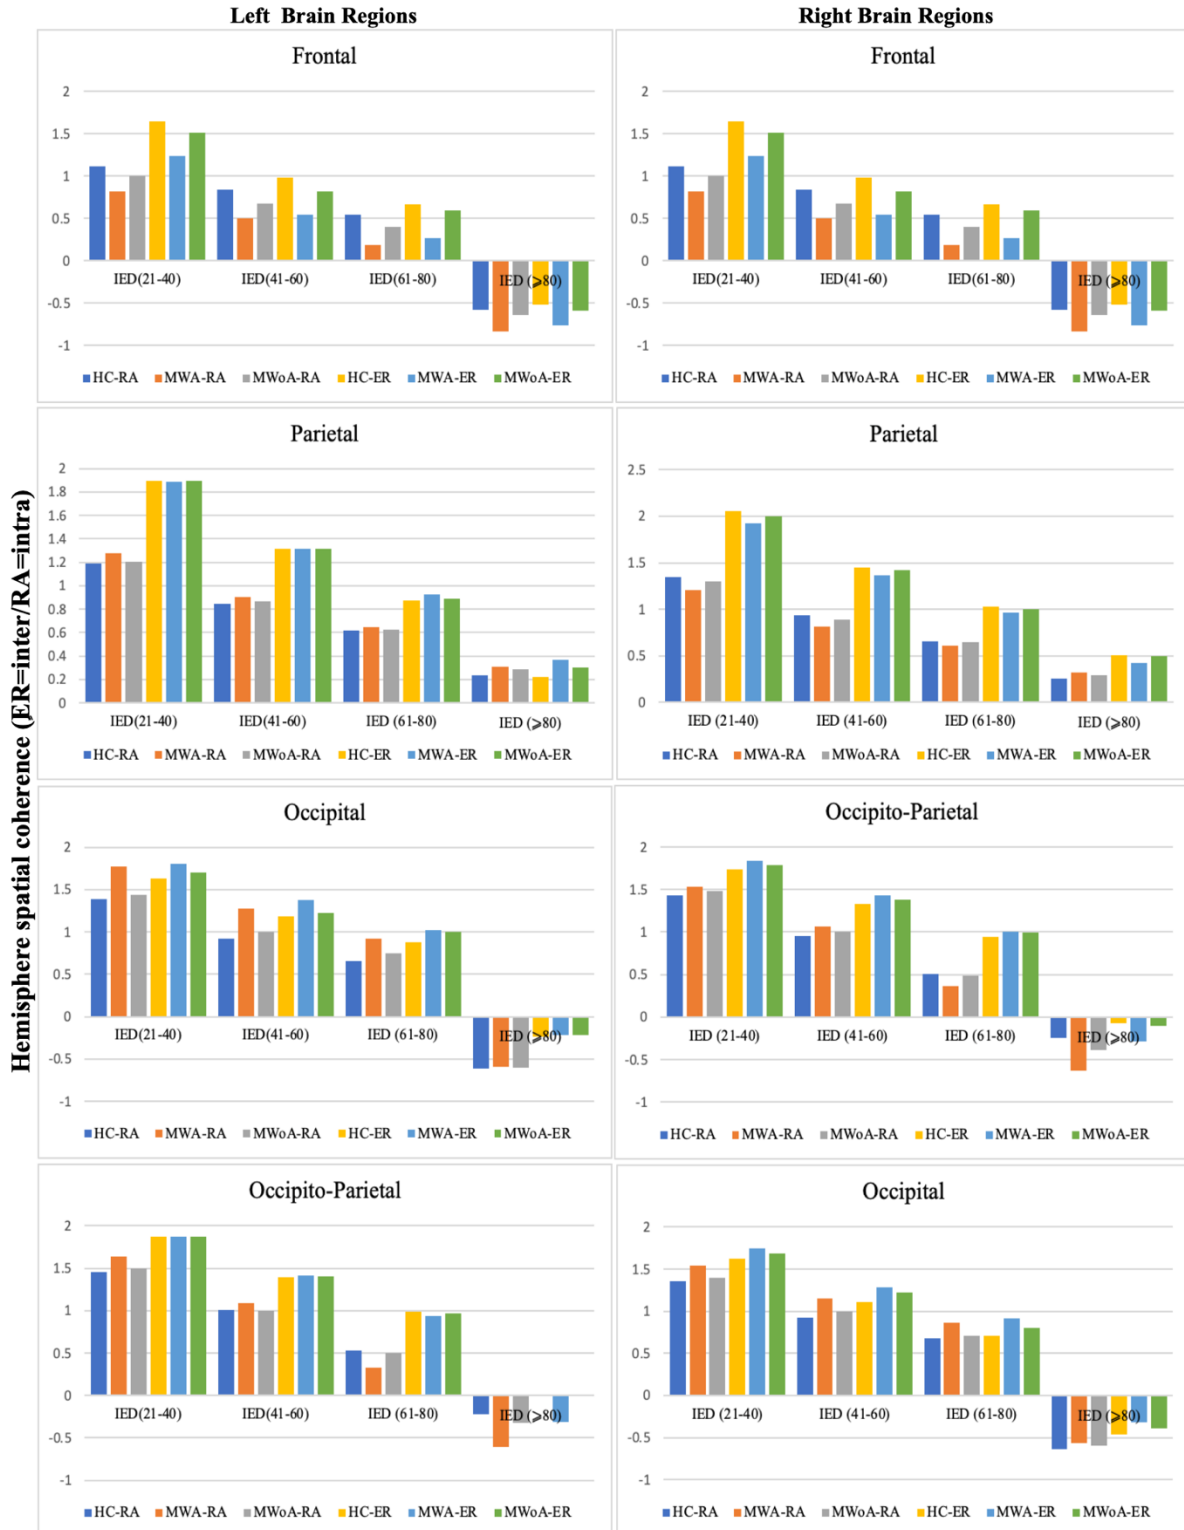 Left  Brain Regions
Right Brain Regions
Hemisphere spatial coherence (ER=inter/RA=intra)
Frontal
2
1.5
1
0.5
0
-0.5
-1
IED(21-40) IED(41-60) IED(61-80) IED (⩾80)
HC-RA MWA-RA MWoA-RA HC-ER MWA-ER MWoA-ER
Frontal
2
1.5
1
0.5
0
-0.5
-1
IED(21-40) IED(41-60) IED(61-80) IED (⩾80)
HC-RA MWA-RA MWoA-RA HC-ER MWA-ER MWoA-ER
Parietal
2
1.8
1.6
1.4
1.2
1
0.8
0.6
0.4
0.2
0
IED(21-40) IED(41-60) IED (61-80) IED (⩾80)
HC-RA MWA-RA MWoA-RA HC-ER MWA-ER MWoA-ER
Parietal
2.5
2
1.5
1
0.5
0
IED (21-40) IED (41-60) IED (61-80) IED (⩾80)
HC-RA MWA-RA MWoA-RA HC-ER MWA-ER MWoA-ER
Occipital
2
1.5
1
0.5
0
-0.5
-1
IED(21-40) IED(41-60) IED (61-80) IED (⩾80)
HC-RA MWA-RA MWoA-RA HC-ER MWA-ER MWoA-ER
Occipito-Parietal
2
1.5
1
0.5
0
-0.5
-1
IED (21-40) IED (41-60) IED (61-80) IED (⩾80)
HC-RA MWA-RA MWoA-RA HC-ER MWA-ER MWoA-ER
Occipito-Parietal
2
1.5
1
0.5
0
-0.5
-1
IED(21-40) IED(41-60) IED (61-80) IED (⩾80)
HC-RA MWA-RA MWoA-RA HC-ER MWA-ER MWoA-ER
Occipital
2
1.5
1
0.5
0
-0.5
-1
IED (21-40) IED (41-60) IED (61-80) IED (⩾80)
HC-RA MWA-RA MWoA-RA HC-ER MWA-ER MWoA-ER